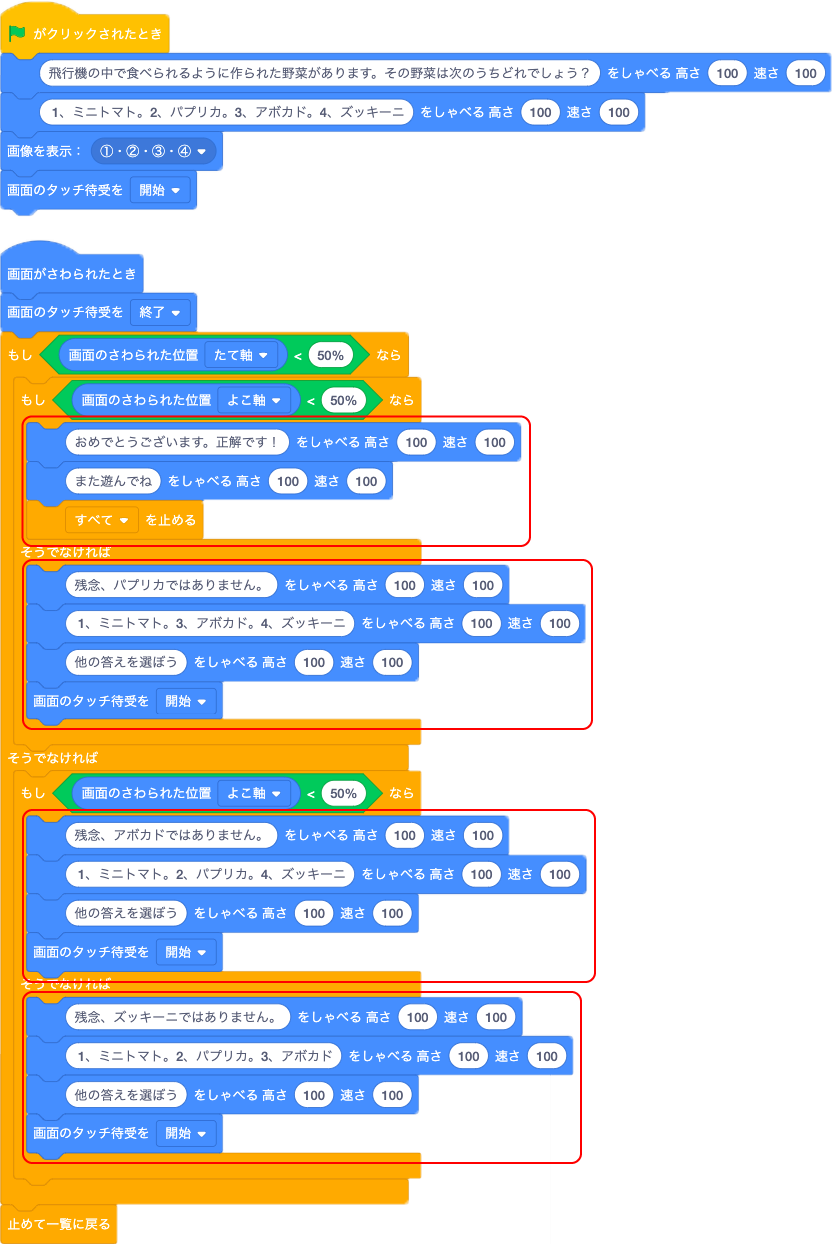 がクリックされたとき
飛行機の中で食べられるように作られた野菜があります。その野菜は次のうちどれでしょう？ をしゃべる 高さ 100 速さ 100
1、ミニトマト。2、パプリカ。3、アボカド。4、ズッキーニ をしゃべる 高さ 100 速さ 100
画像を表示： ①・②・③・④
画面のタッチ待受を 開始
画面がさわられたとき
画面のタッチ待受を 終了
もし 画面のさわられた位置 たて軸 < 50% なら
もし 画面のさわられた位置 よこ軸 < 50% なら
おめでとうございます。正解です！ をしゃべる 高さ 100 速さ 100
また遊んでね をしゃべる 高さ 100 速さ 100
すべて を止める
そうでなければ
残念、パプリカではありません。 をしゃべる 高さ 100 速さ 100
1、ミニトマト。3、アボカド。4、ズッキーニ をしゃべる 高さ 100 速さ 100
他の答えを選ぼう をしゃべる 高さ 100 速さ 100
画面のタッチ待受を 開始
そうでなければ
もし 画面のさわられた位置 よこ軸 < 50% なら
残念、アボカドではありません。 をしゃべる 高さ 100 速さ 100
1、ミニトマト。2、パプリカ。4、ズッキーニ をしゃべる 高さ 100 速さ 100
他の答えを選ぼう をしゃべる 高さ 100 速さ 100
画面のタッチ待受を 開始
そうでなければ
残念、ズッキーニではありません。 をしゃべる 高さ 100 速さ 100
1、ミニトマト。2、パプリカ。3、アボカド をしゃべる 高さ 100 速さ 100
他の答えを選ぼう をしゃべる 高さ 100 速さ 100
画面のタッチ待受を 開始
止めて一覧に戻る